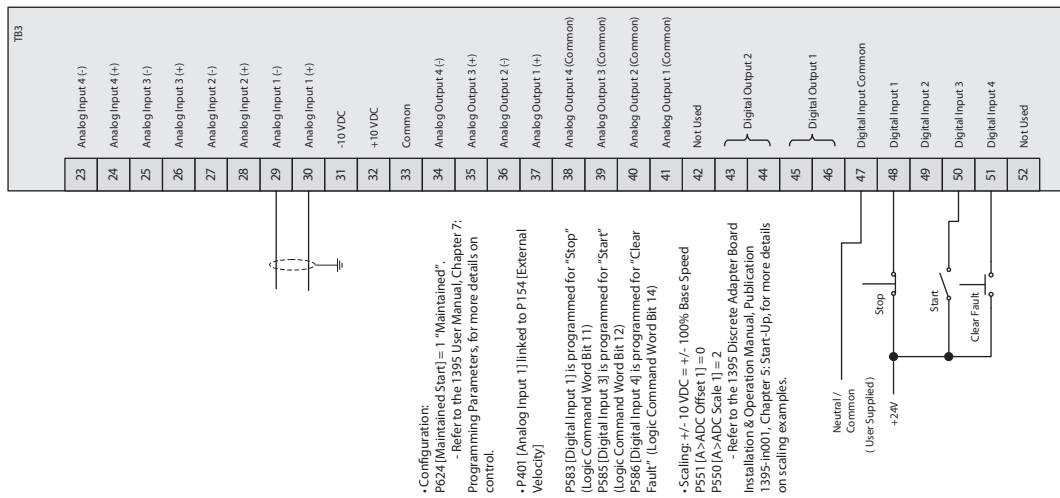 TB3
23 Analog Input 4 (-)
24 Analog Input 4 (+)
25 Analog Input 3 (-)
26 Analog Input 3 (+)
27 Analog Input 2 (-)
28 Analog Input 2 (+)
29 Analog Input 1 (-)
30 Analog Input 1 (+)
31 -10 VDC
32 +10 VDC
33 Common
34 Analog Output 4 (-)
35 Analog Output 3 (+)
36 Analog Output 2 (-)
37 Analog Output 1 (+)
38 Analog Output 4 (Common)
39 Analog Output 3 (Common)
40 Analog Output 2 (Common)
41 Analog Output 1 (Common)
42 Not Used
43
Digital Output 2
44
45
Digital Output 1
46
47 Digital Input Common
48 Digital Input 1
49 Digital Input 2
50 Digital Input 3
51 Digital Input 4
52 Not Used
• Configuration:
P624 [Maintained Start] = 1 “Maintained”.
- Refer to the 1395 User Manual, Chapter 7:
Programming Parameters, for more details on
control.
• P401 [Analog Input 1] linked to P154 [External
Velocity]
P583 [Digital Input 1] is programmed for “Stop”
(Logic Command Word Bit 11)
P585 [Digital Input 3] is programmed for “Start”
(Logic Command Word Bit 12)
P586 [Digital Input 4] is programmed for “Clear
Fault” (Logic Command Word Bit 14)
• Scaling: +/- 10 VDC = +/- 100% Base Speed
P551 [A>ADC Offset 1] = 0
P550 [A>ADC Scale 1] = 2
- Refer to the 1395 Discrete Adapter Board
Installation & Operation Manual, Publication
1395-in001, Chapter 5: Start-Up, for more details
on scaling examples.
Neutral /
Common
( User Supplied )
+24V
Stop
Start
Clear Fault